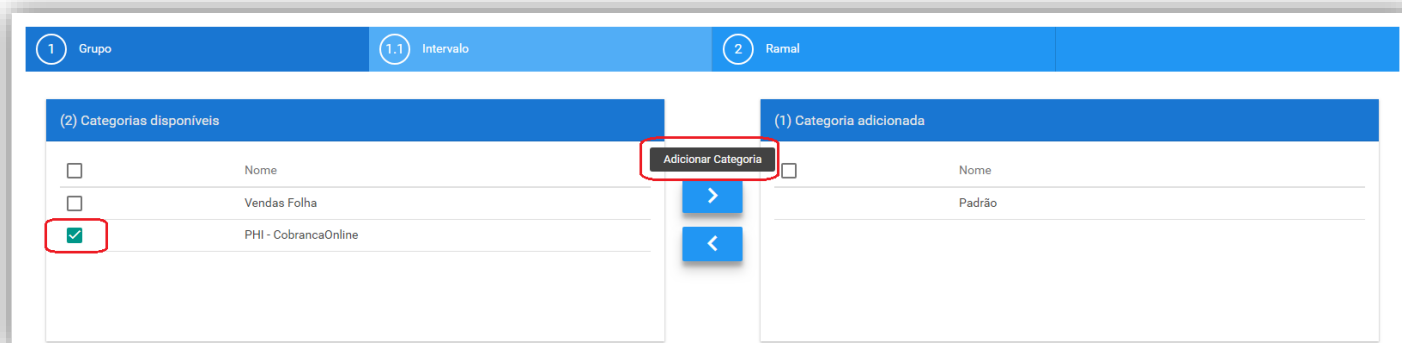 1 Grupo
1.1 Intervalo
2 Ramal
(2) Categorias disponíveis
Nome
Vendas Folha
PHI - CobrancaOnline
Adicionar Categoria
(1) Categoria adicionada
Nome
Padrão